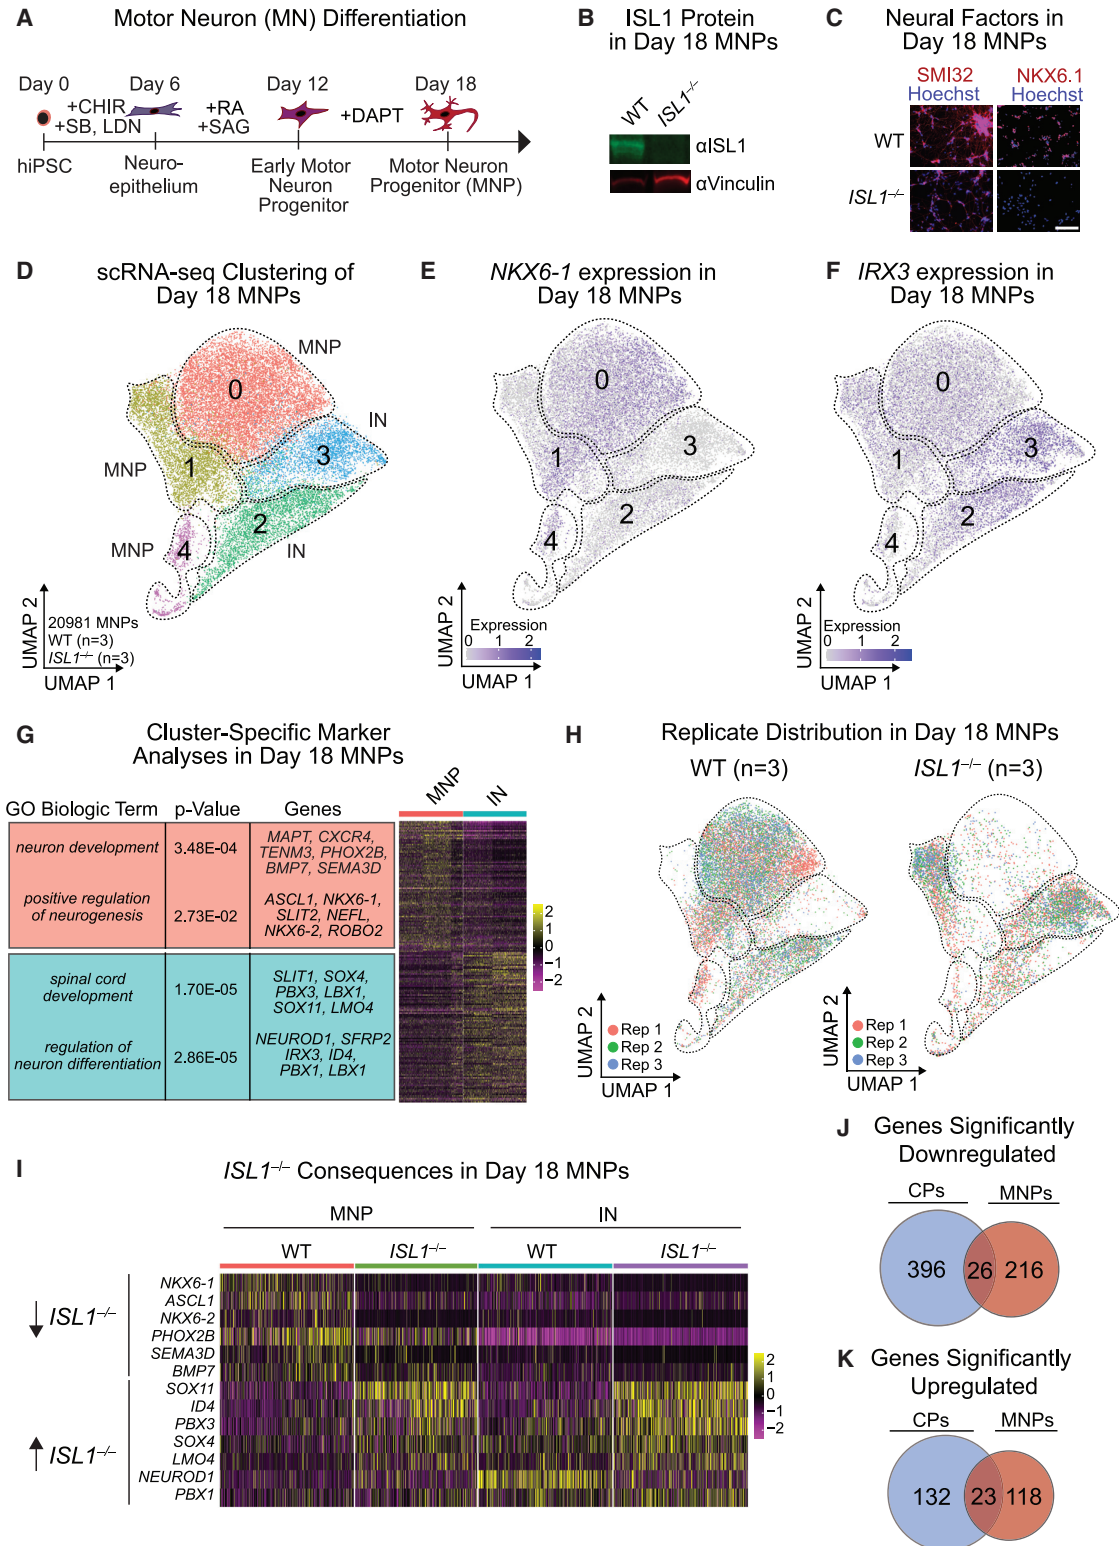 A Motor Neuron (MN) Differentiation
Day 0 Day 6 Day 12 Day 18
+CHIR
+SB, LDN
+RA
+SAG
+DAPT
hiPSC
Neuro-
epithelium
Early Motor
Neuron
Progenitor
Motor Neuron
Progenitor (MNP)
B ISL1 Protein
in Day 18 MNPs
WT ISL1–/–
αISL1
αVinculin
C Neural Factors in
Day 18 MNPs
SMI32 NKX6.1
Hoechst Hoechst
WT
ISL1–/–
D scRNA-seq Clustering of
Day 18 MNPs
MNP
0
IN
3
1
MNP
2
4
MNP
IN
20981 MNPs
WT (n=3)
ISL1–/– (n=3)
UMAP 2
UMAP 1
E NKX6-1 expression in
Day 18 MNPs
0
3
1
2
4
Expression
0 1 2
UMAP 2
UMAP 1
F IRX3 expression in
Day 18 MNPs
0
3
1
2
4
Expression
0 1 2
UMAP 2
UMAP 1
G Cluster-Specific Marker
Analyses in Day 18 MNPs
MNP IN
GO Biologic Term p-Value Genes
neuron development 3.48E-04 MAPT, CXCR4,
TENM3, PHOX2B,
BMP7, SEMA3D
positive regulation
of neurogenesis 2.73E-02 ASCL1, NKX6-1,
SLIT2, NEFL,
NKX6-2, ROBO2
spinal cord
development 1.70E-05 SLIT1, SOX4,
PBX3, LBX1,
SOX11, LMO4
regulation of
neuron differentiation 2.86E-05 NEUROD1, SFRP2
IRX3, ID4,
PBX1, LBX1
2
1
0
−1
−2
H Replicate Distribution in Day 18 MNPs
WT (n=3) ISL1–/– (n=3)
Rep 1
Rep 2
Rep 3
UMAP 2
UMAP 1
Rep 1
Rep 2
Rep 3
UMAP 2
UMAP 1
I ISL1–/– Consequences in Day 18 MNPs
MNP IN
WT ISL1–/– WT ISL1–/–
↓ ISL1–/–
NKX6-1
ASCL1
NKX6-2
PHOX2B
SEMA3D
BMP7
↑ ISL1–/–
SOX11
ID4
PBX3
SOX4
LMO4
NEUROD1
PBX1
2
1
0
−1
−2
J Genes Significantly
Downregulated
CPs MNPs
396 26 216
K Genes Significantly
Upregulated
CPs MNPs
132 23 118